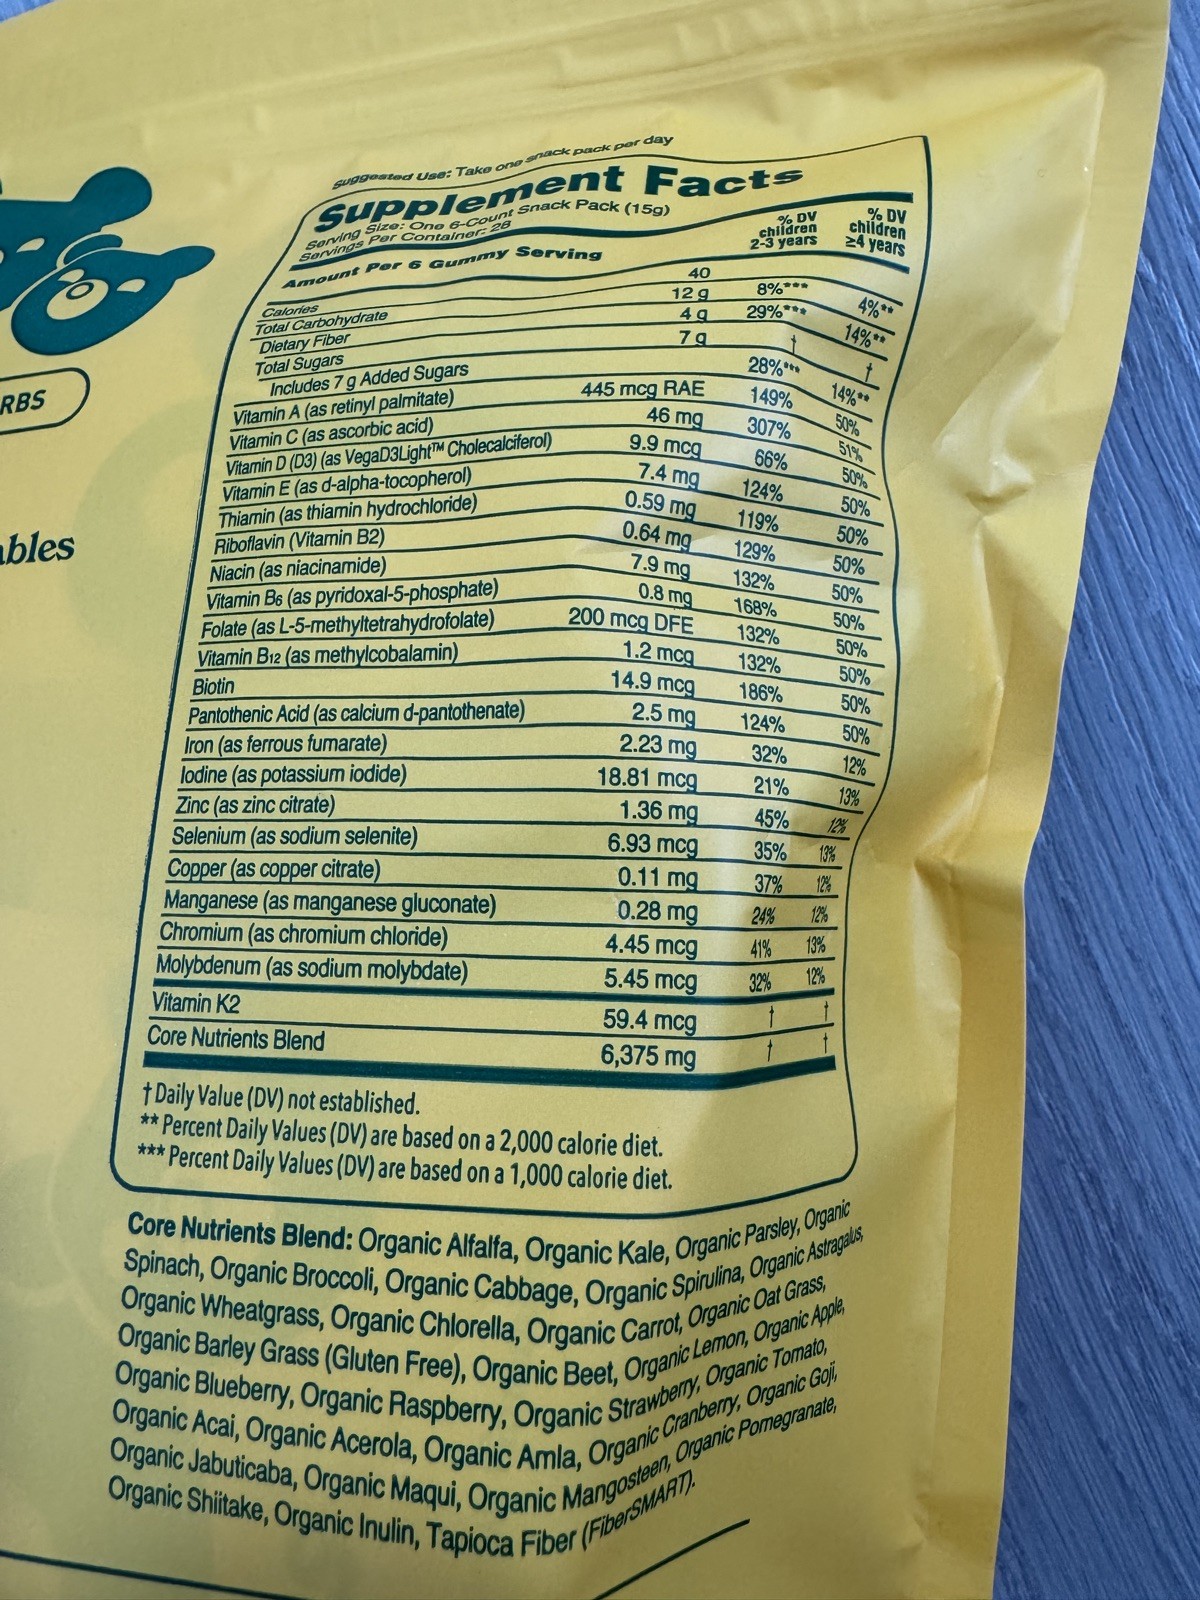 Suggested Use: Take one snack pack per day
Supplement Facts
Serving Size: One 6-Count Snack Pack (15g)
Servings Per Container: 28
Amount Per 6 Gummy Serving % DV children 2-3 years % DV children ≥4 years
Calories 40
Total Carbohydrate 12 g 8%*** 4%**
Dietary Fiber 4 g 29%*** 14%**
Total Sugars 7 g † †
Includes 7 g Added Sugars 28%*** 14%**
Vitamin A (as retinyl palmitate) 445 mcg RAE 149% 50%
Vitamin C (as ascorbic acid) 46 mg 307% 51%
Vitamin D (D3) (as VegaD3Light™ Cholecalciferol) 9.9 mcg 66% 50%
Vitamin E (as d-alpha-tocopherol) 7.4 mg 124% 50%
Thiamin (as thiamin hydrochloride) 0.59 mg 119% 50%
Riboflavin (Vitamin B2) 0.64 mg 129% 50%
Niacin (as niacinamide) 7.9 mg 132% 50%
Vitamin B6 (as pyridoxal-5-phosphate) 0.8 mg 168% 50%
Folate (as L-5-methyltetrahydrofolate) 200 mcg DFE 132% 50%
Vitamin B12 (as methylcobalamin) 1.2 mcg 132% 50%
Biotin 14.9 mcg 186% 50%
Pantothenic Acid (as calcium d-pantothenate) 2.5 mg 124% 50%
Iron (as ferrous fumarate) 2.23 mg 32% 12%
Iodine (as potassium iodide) 18.81 mcg 21% 13%
Zinc (as zinc citrate) 1.36 mg 45% 12%
Selenium (as sodium selenite) 6.93 mcg 35% 13%
Copper (as copper citrate) 0.11 mg 37% 12%
Manganese (as manganese gluconate) 0.28 mg 24% 12%
Chromium (as chromium chloride) 4.45 mcg 41% 13%
Molybdenum (as sodium molybdate) 5.45 mcg 32% 12%
Vitamin K2 59.4 mcg † †
Core Nutrients Blend 6,375 mg † †
† Daily Value (DV) not established.
** Percent Daily Values (DV) are based on a 2,000 calorie diet.
*** Percent Daily Values (DV) are based on a 1,000 calorie diet.
Core Nutrients Blend: Organic Alfalfa, Organic Kale, Organic Parsley, Organic
Spinach, Organic Broccoli, Organic Cabbage, Organic Spirulina, Organic Astragalus,
Organic Wheatgrass, Organic Chlorella, Organic Carrot, Organic Oat Grass,
Organic Barley Grass (Gluten Free), Organic Beet, Organic Lemon, Organic Apple,
Organic Blueberry, Organic Raspberry, Organic Strawberry, Organic Tomato,
Organic Acai, Organic Acerola, Organic Amla, Organic Cranberry, Organic Goji,
Organic Jabuticaba, Organic Maqui, Organic Mangosteen, Organic Pomegranate,
Organic Shiitake, Organic Inulin, Tapioca Fiber (FiberSMART).
RBS
ables